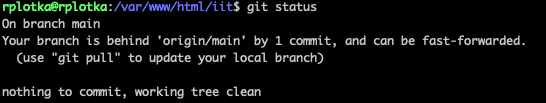 rplotka@rplotka:/var/www/html/iit$ git status
On branch main
Your branch is behind 'origin/main' by 1 commit, and can be fast-forwarded.
  (use "git pull" to update your local branch)

nothing to commit, working tree clean